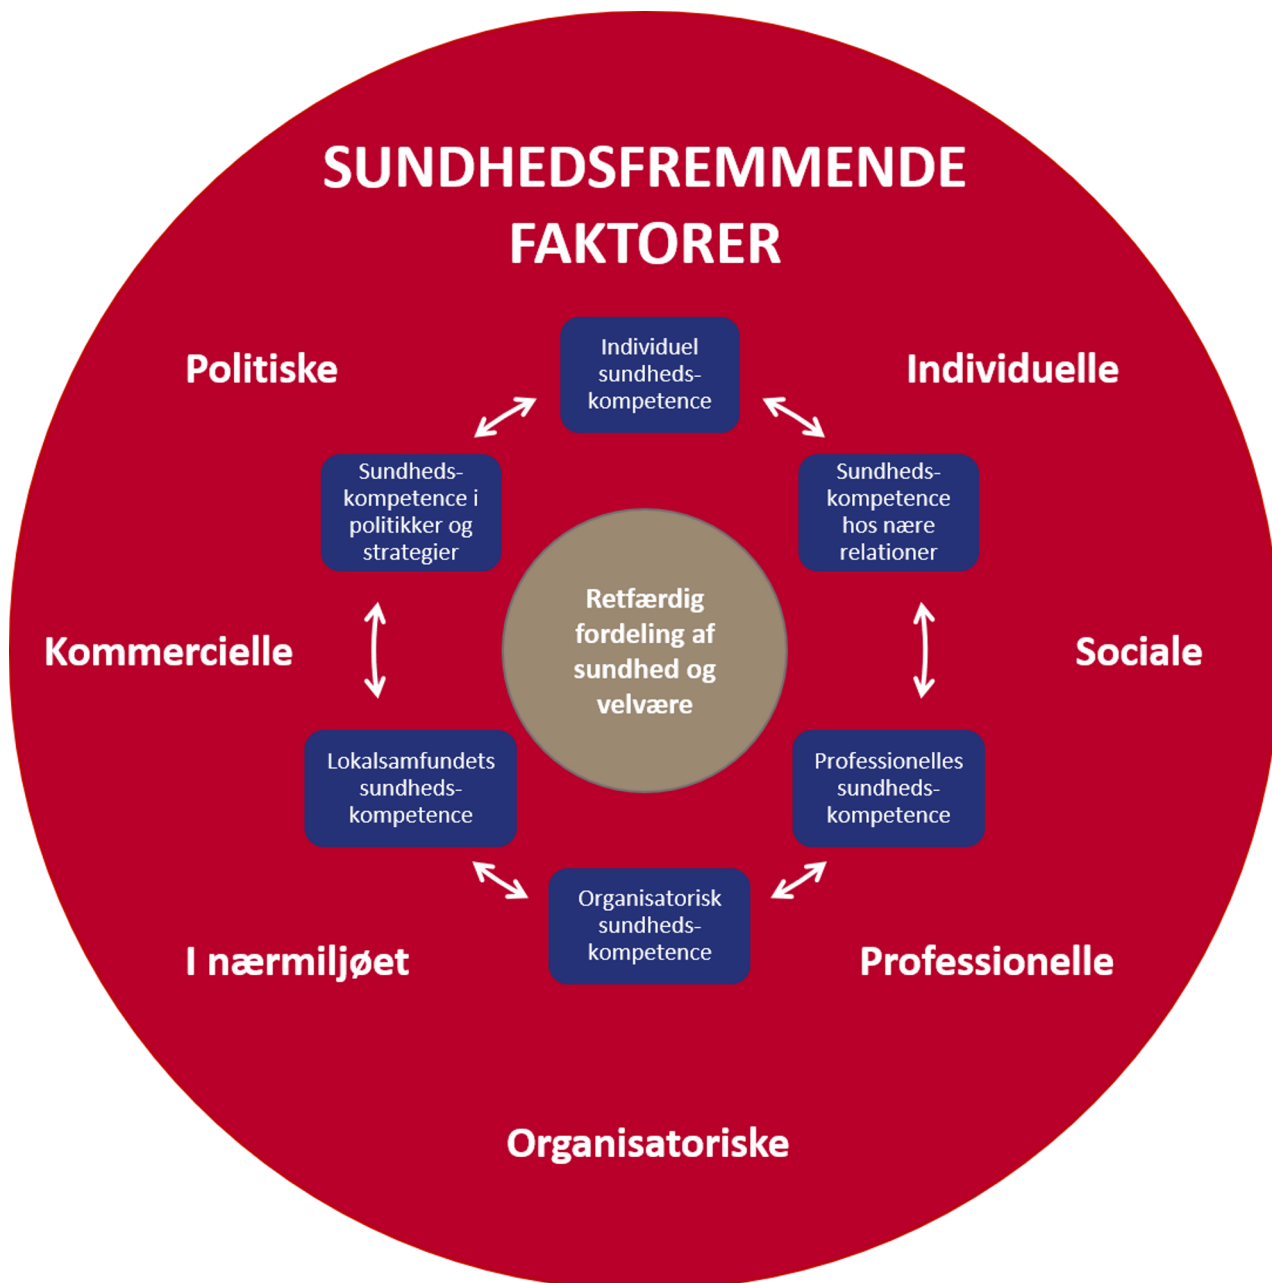 SUNDHEDSFREMMENDE
FAKTORER
Politiske
Individuel
sundheds-
kompetence
Individuelle
Sundheds-
kompetence i
politikker og
strategier
Sundheds-
kompetence
hos nære
relationer
Kommercielle
Retfærdig
fordeling af
sundhed og
velvære
Sociale
Lokalsamfundets
sundheds-
kompetence
Professionelles
sundheds-
kompetence
Organisatorisk
sundheds-
kompetence
I nærmiljøet
Professionelle
Organisatoriske